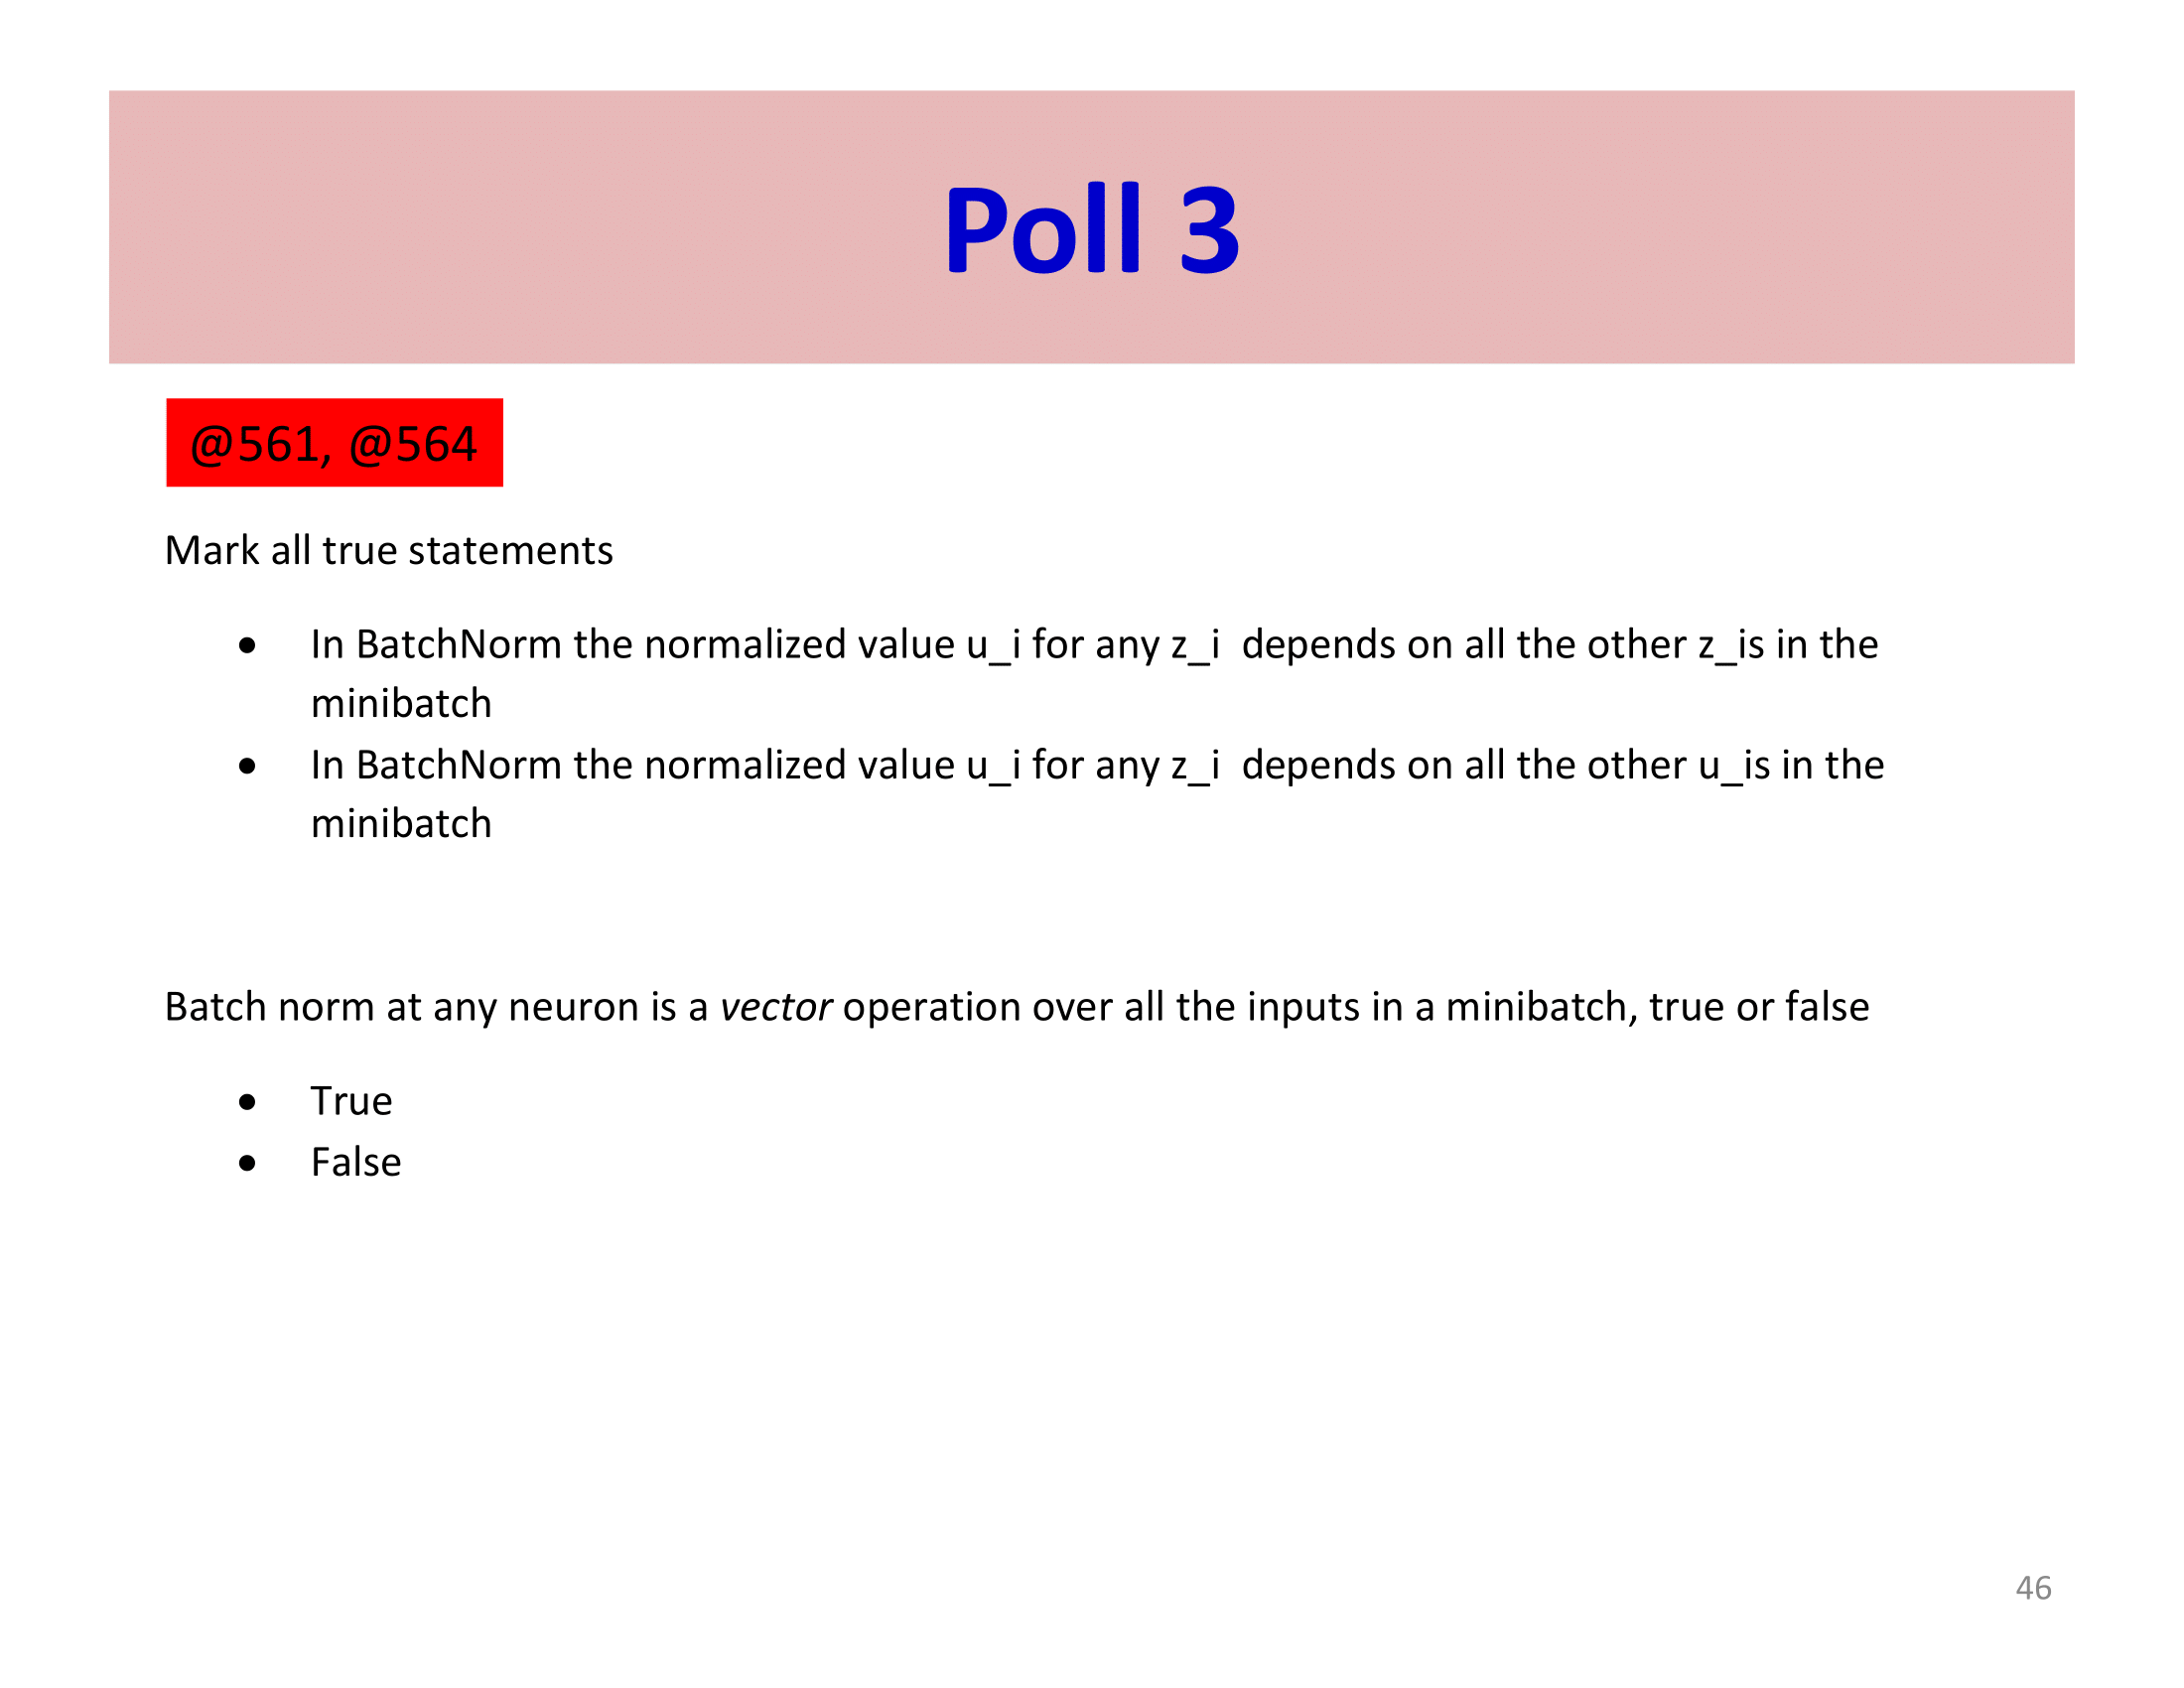 Poll 3
@561, @564
Mark all true statements
• In BatchNorm the normalized value u_i for any z_i  depends on all the other z_is in the
minibatch
• In BatchNorm the normalized value u_i for any z_i  depends on all the other u_is in the
minibatch
Batch norm at any neuron is a vector operation over all the inputs in a minibatch, true or false
• True
• False
46